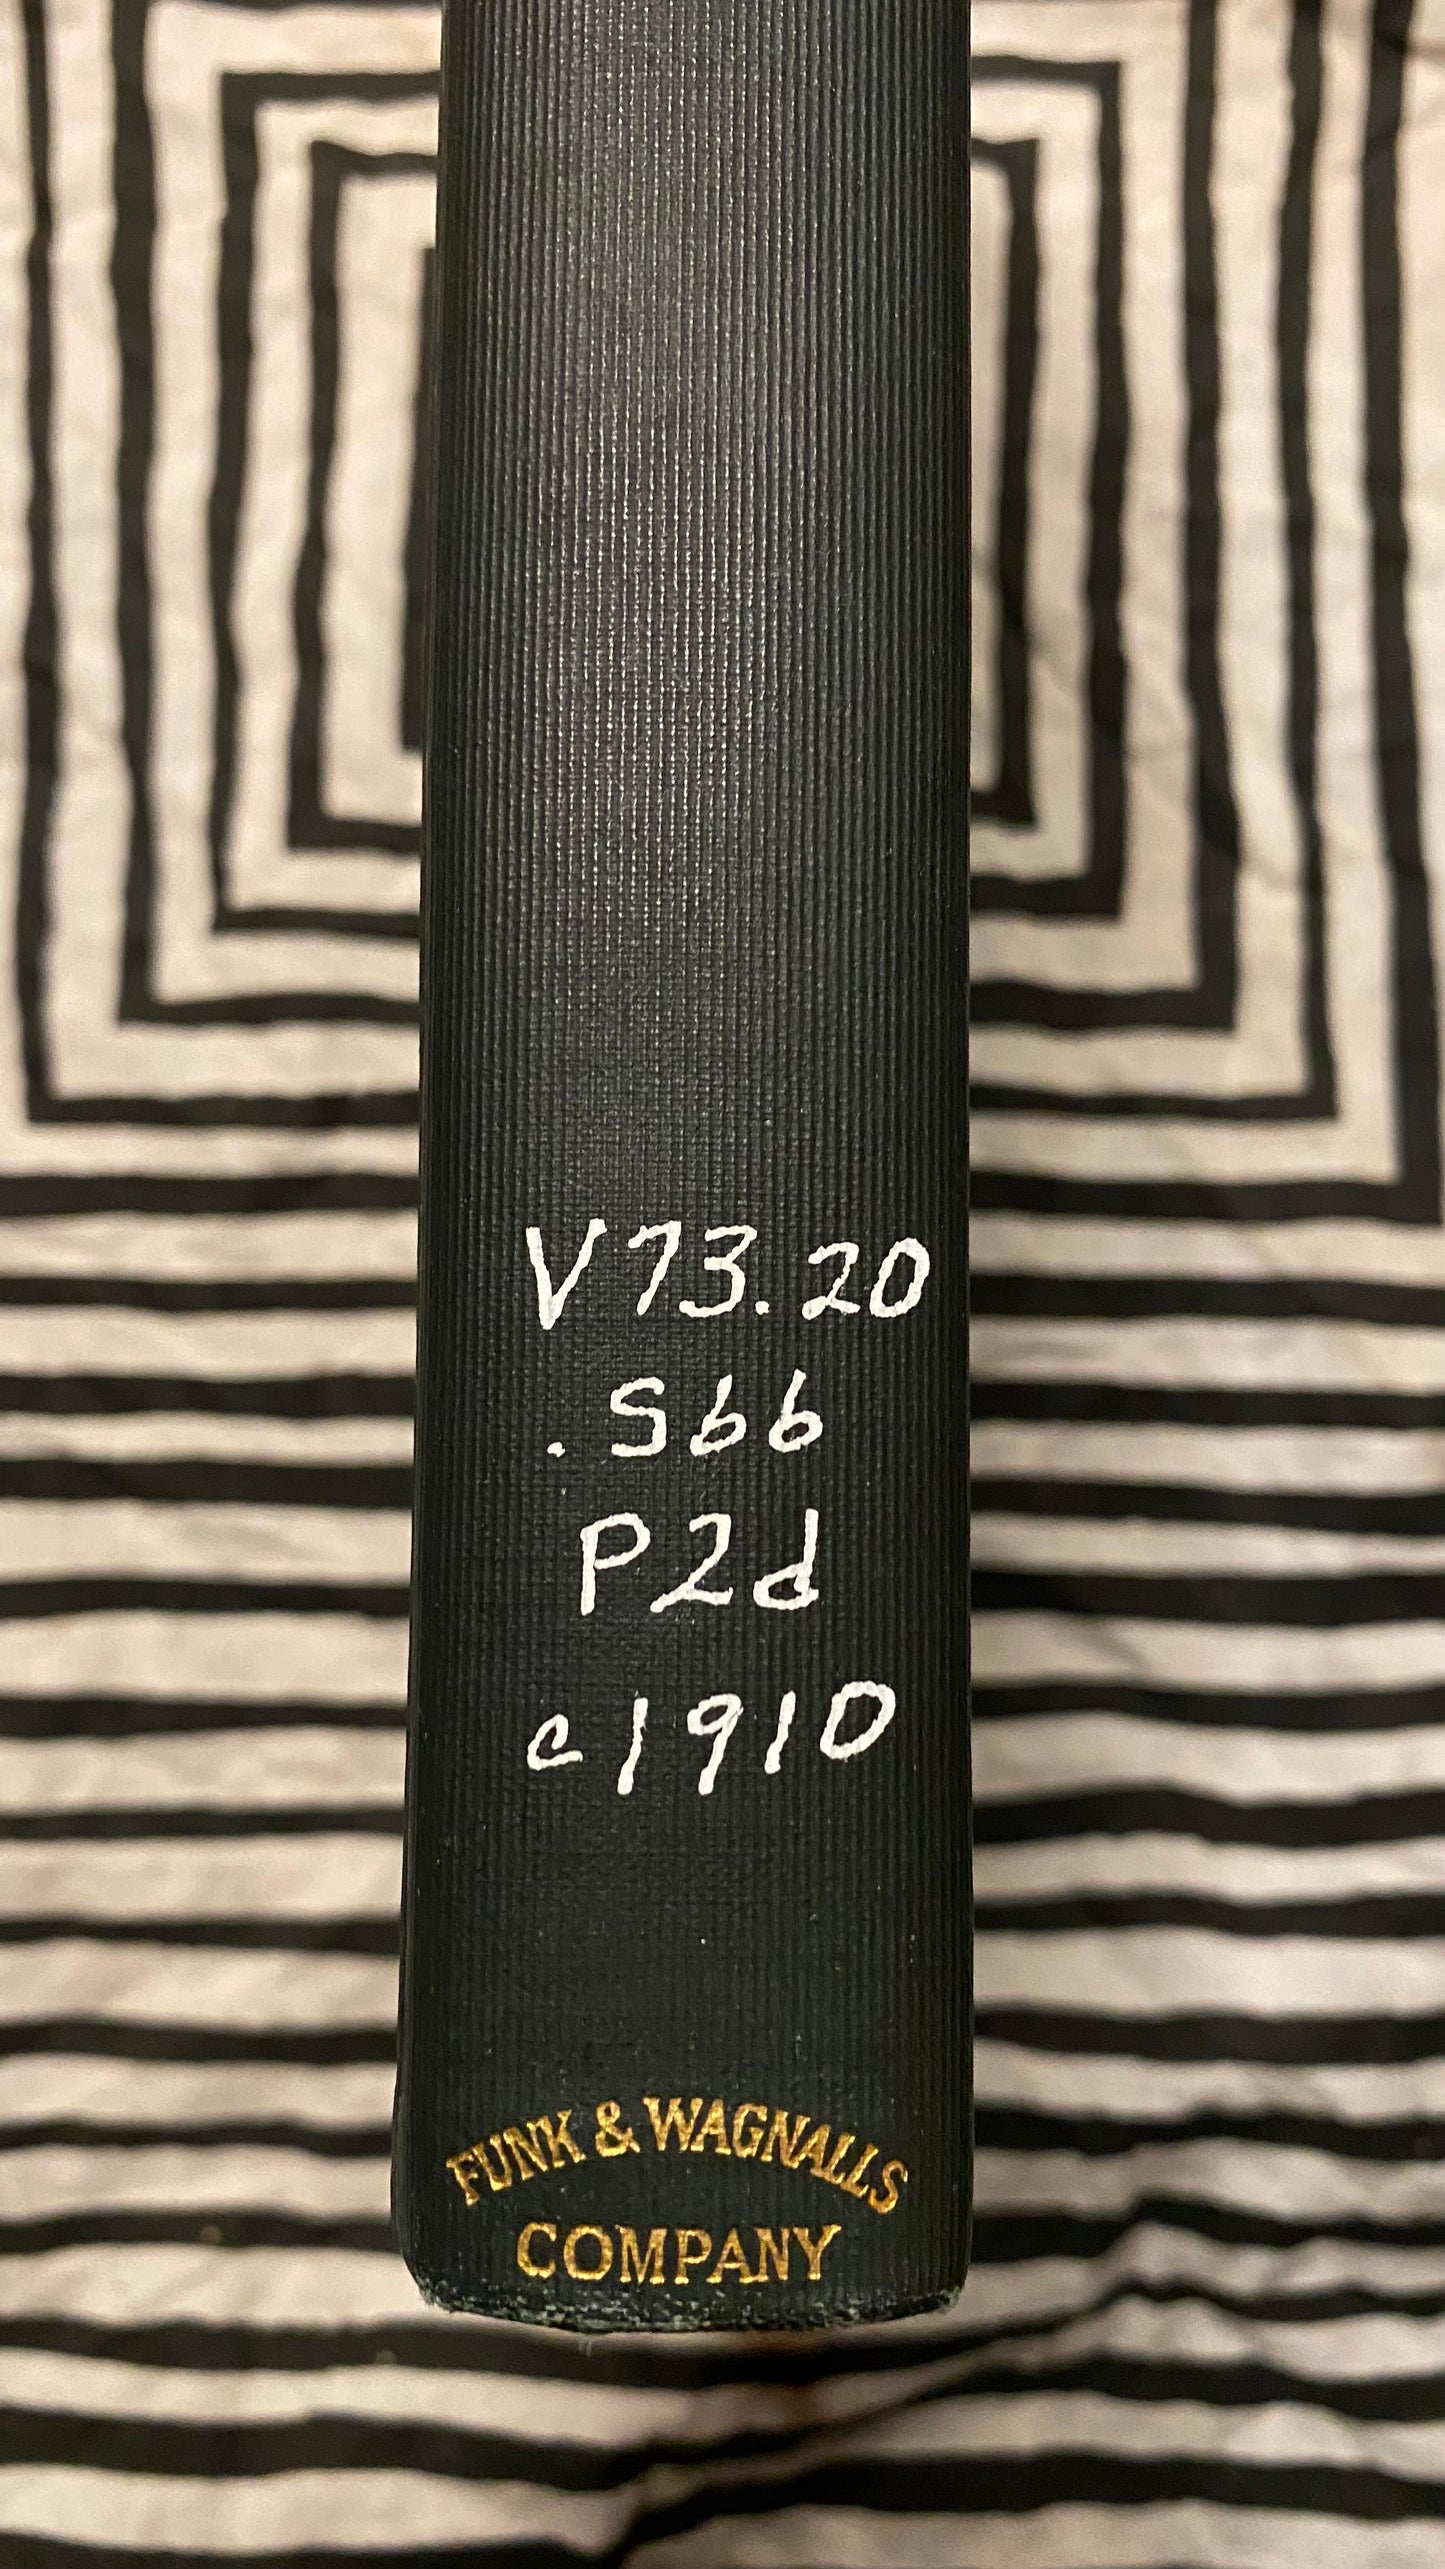 V73.20
.S66
P2d
c1910
FUNK & WAGNALLS
COMPANY